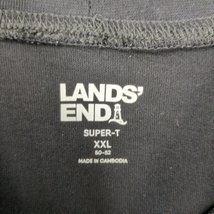 LANDS'
END
SUPER-T
XXL
50-52
MADE IN CAMBODIA